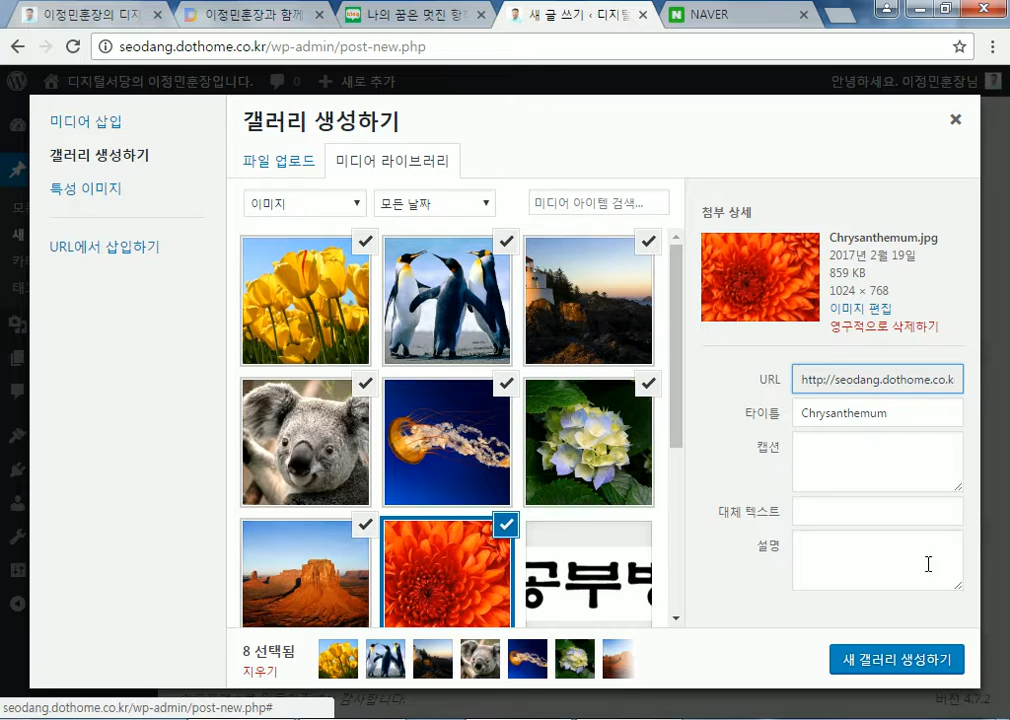 이정민훈장의 디지
이정민훈장과 함께
나의 꿈은 멋진 항
새 글 쓰기 ‹ 디지털
NAVER
seodang.dothome.co.kr/wp-admin/post-new.php
디지털서당의 이정민훈장입니다.
0
새로 추가
안녕하세요. 이정민훈장님
미디어 삽입
갤러리 생성하기
특성 이미지
URL에서 삽입하기
갤러리 생성하기
파일 업로드
미디어 라이브러리
이미지
모든 날짜
미디어 아이템 검색...
첨부 상세
Chrysanthemum.jpg
2017년 2월 19일
859 KB
1024 × 768
이미지 편집
영구적으로 삭제하기
URL
http://seodang.dothome.co.k
타이틀
Chrysanthemum
캡션
대체 텍스트
설명
공부방
8 선택됨
지우기
새 갤러리 생성하기
감사합니다.
버전 4.7.2
seodang.dothome.co.kr/wp-admin/post-new.php#